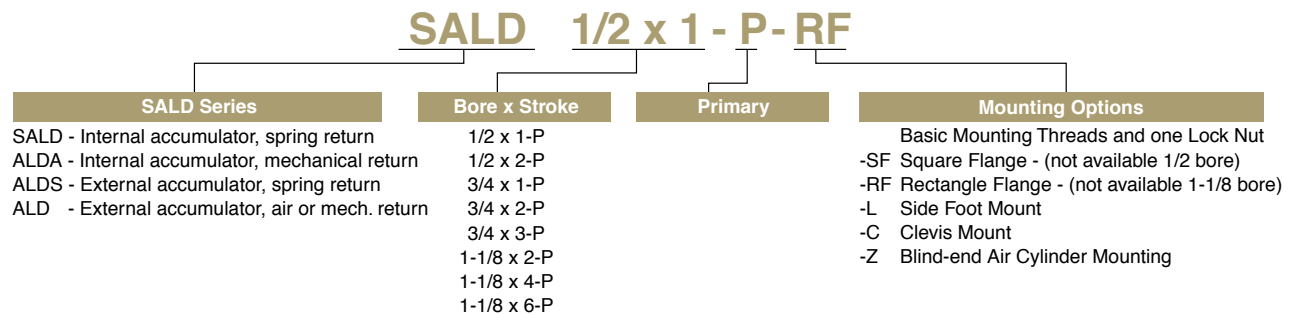 SALD 1/2 x 1 - P - RF
SALD Series
SALD - Internal accumulator, spring return
ALDA - Internal accumulator, mechanical return
ALDS - External accumulator, spring return
ALD - External accumulator, air or mech. return
Bore x Stroke
1/2 x 1-P
1/2 x 2-P
3/4 x 1-P
3/4 x 2-P
3/4 x 3-P
1-1/8 x 2-P
1-1/8 x 4-P
1-1/8 x 6-P
Primary
Mounting Options
Basic Mounting Threads and one Lock Nut
-SF Square Flange - (not available 1/2 bore)
-RF Rectangle Flange - (not available 1-1/8 bore)
-L Side Foot Mount
-C Clevis Mount
-Z Blind-end Air Cylinder Mounting